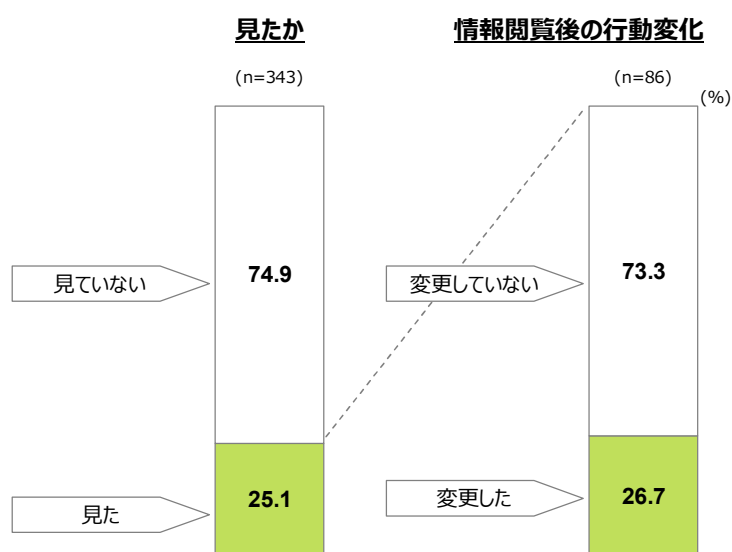 見たか
情報閲覧後の行動変化
(n=343)
(n=86)
(%)
見ていない
74.9
変更していない
73.3
見た
25.1
変更した
26.7